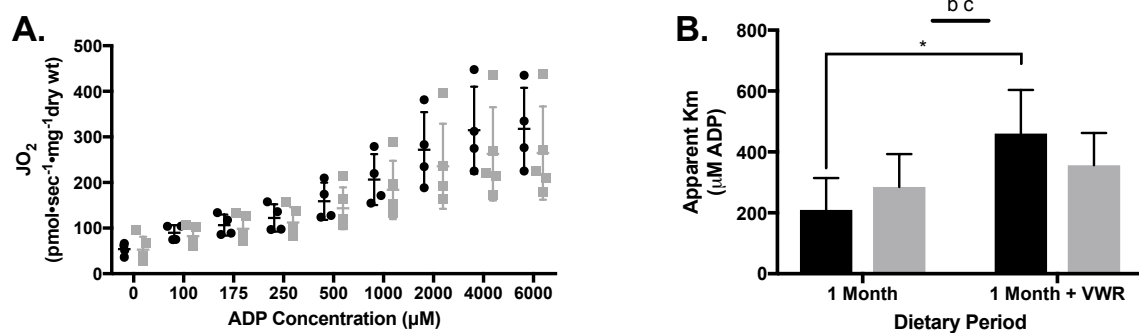 A.
500
400
300
200
100
0
JO₂
(pmol•sec⁻¹•mg⁻¹dry wt)
0 100 175 250 500 1000 2000 4000 6000
ADP Concentration (µM)
b c
B.
*
800
600
400
200
0
Apparent Km
(µM ADP)
1 Month 1 Month + VWR
Dietary Period